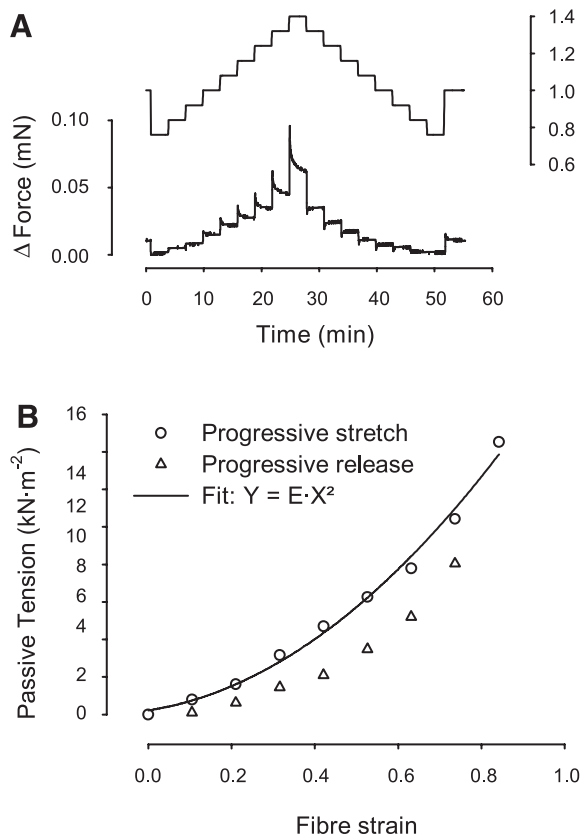 A
1.4
1.2
1.0
0.8
0.6
0.10
0.05
0.00
Δ Force (mN)
0 10 20 30 40 50 60
Time (min)
B
16
12
8
6
4
2
0
Passive Tension (kN·m-2)
Progressive stretch
Progressive release
Fit: Y = E·X²
0.0 0.2 0.4 0.6 0.8 1.0
Fibre strain